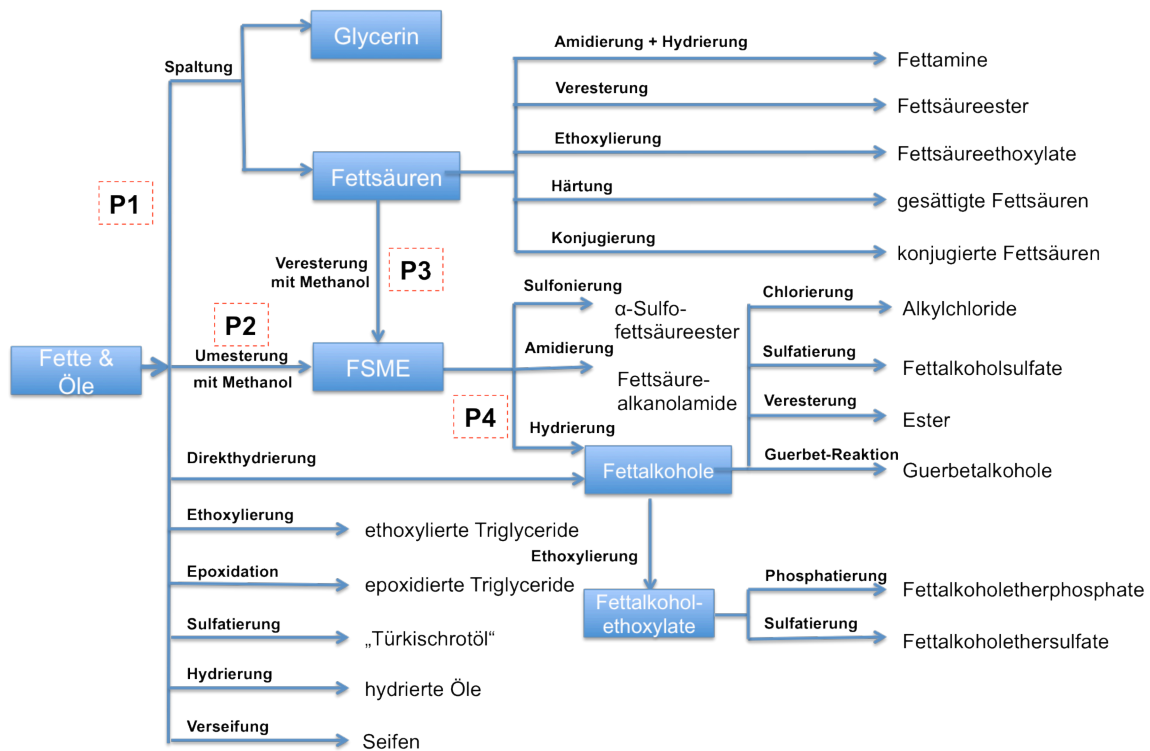 Glycerin
Spaltung
Amidierung + Hydrierung
Fettamine
Veresterung
Fettsäureester
Ethoxylierung
Fettsäureethoxylate
Fettsäuren
Härtung
gesättigte Fettsäuren
Konjugierung
konjugierte Fettsäuren
P1
Veresterung
mit Methanol
P3
P2
Fette &
Öle
Umesterung
mit Methanol
FSME
Sulfonierung
α-Sulfo-
fettsäureester
Amidierung
Fettsäure-
alkanolamide
P4
Hydrierung
Chlorierung
Alkylchloride
Sulfatierung
Fettalkoholsulfate
Veresterung
Ester
Guerbet-Reaktion
Guerbetalkohole
Direkthydrierung
Fettalkohole
Ethoxylierung
ethoxylierte Triglyceride
Ethoxylierung
Epoxidation
epoxidierte Triglyceride
Fettalkohol-
ethoxylate
Phosphatierung
Fettalkoholetherphosphate
Sulfatierung
Fettalkoholethersulfate
Sulfatierung
„Türkischrotöl“
Hydrierung
hydrierte Öle
Verseifung
Seifen